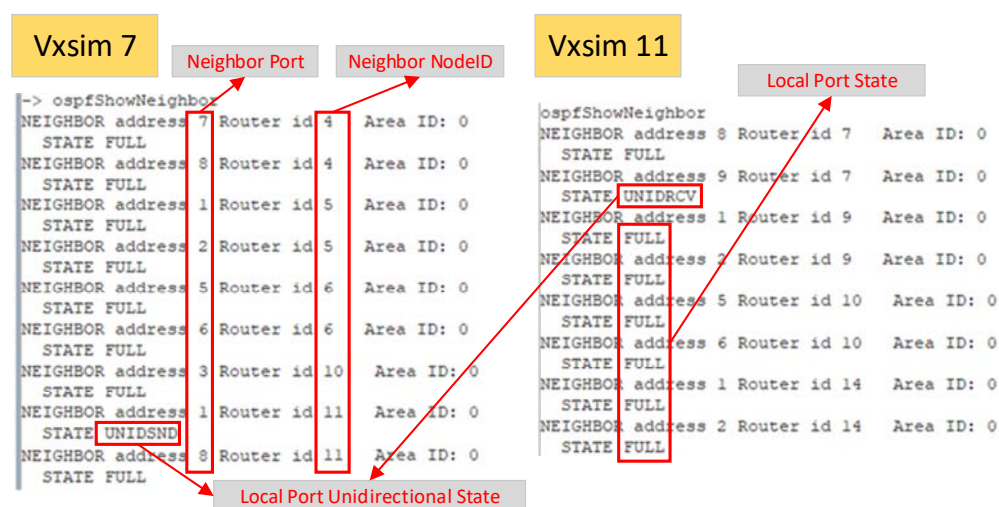 Vxsim 7
Neighbor Port
Neighbor NodeID
-> ospfShowNeighbor
NEIGHBOR address 7 Router id 4 Area ID: 0
STATE FULL
NEIGHBOR address 8 Router id 4 Area ID: 0
STATE FULL
NEIGHBOR address 1 Router id 5 Area ID: 0
STATE FULL
NEIGHBOR address 2 Router id 5 Area ID: 0
STATE FULL
NEIGHBOR address 5 Router id 6 Area ID: 0
STATE FULL
NEIGHBOR address 6 Router id 6 Area ID: 0
STATE FULL
NEIGHBOR address 3 Router id 10 Area ID: 0
NEIGHBOR address 1 Router id 11 Area ID: 0
STATE UNIDSND
NEIGHBOR address 8 Router id 11 Area ID: 0
STATE FULL
Local Port Unidirectional State
Vxsim 11
Local Port State
ospfShowNeighbor
NEIGHBOR address 8 Router id 7 Area ID: 0
STATE FULL
NEIGHBOR address 9 Router id 7 Area ID: 0
STATE UNIDRCV
NEIGHBOR address 1 Router id 9 Area ID: 0
STATE FULL
NEIGHBOR address 2 Router id 9 Area ID: 0
STATE FULL
NEIGHBOR address 5 Router id 10 Area ID: 0
STATE FULL
NEIGHBOR address 6 Router id 10 Area ID: 0
STATE FULL
NEIGHBOR address 1 Router id 14 Area ID: 0
STATE FULL
NEIGHBOR address 2 Router id 14 Area ID: 0
STATE FULL